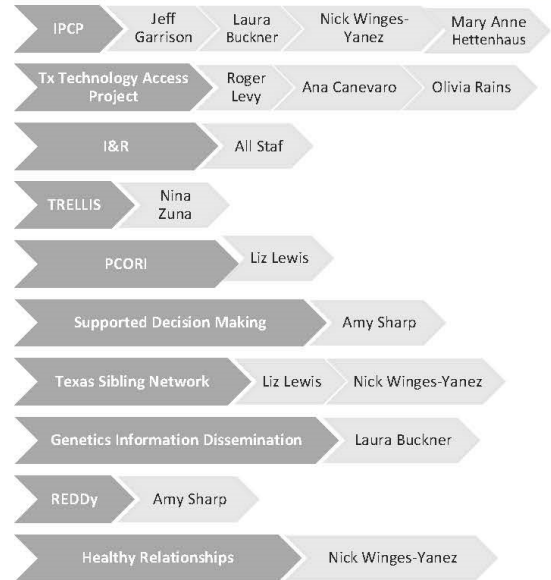 IPCP
Jeff
Garrison
Laura
Buckner
Nick Winges-
Yanez
Mary Anne
Hettenhaus
Tx Technology Access
Project
Roger
Levy
Ana Canevaro
Olivia Rains
I&R
All Staf
TRELLIS
Nina
Zuna
PCORI
Liz Lewis
Supported Decision Making
Amy Sharp
Texas Sibling Network
Liz Lewis
Nick Winges-Yanez
Genetics Information Dissemination
Laura Buckner
REDDy
Amy Sharp
Healthy Relationships
Nick Winges-Yanez